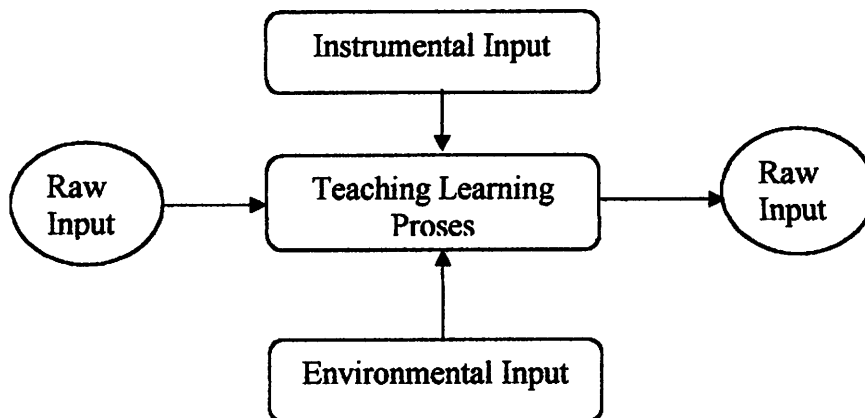 Instrumental Input
Raw
Input
Teaching Learning
Proses
Raw
Input
Environmental Input